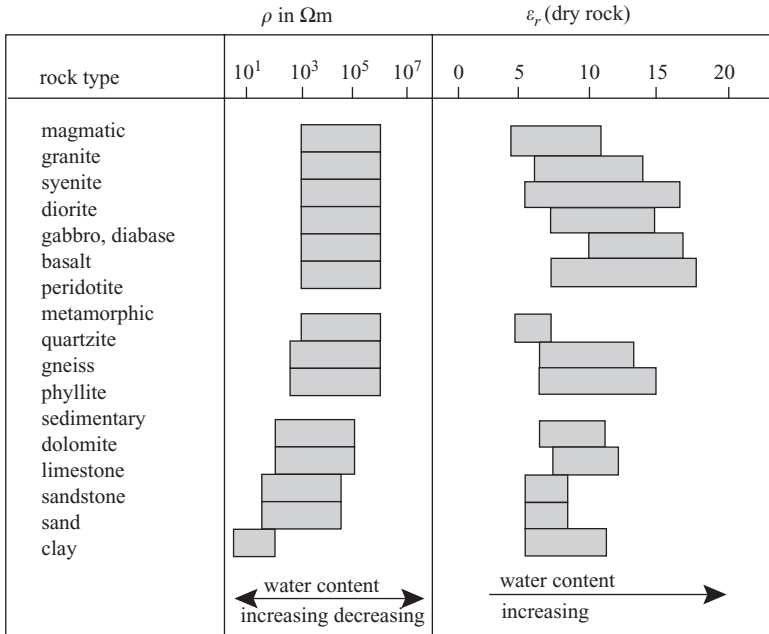 ρ in Ωm ε_r (dry rock)
rock type 10¹ 10³ 10⁵ 10⁷ 0 5 10 15 20
magmatic
granite
syenite
diorite
gabbro, diabase
basalt
peridotite
metamorphic
quartzite
gneiss
phyllite
sedimentary
dolomite
limestone
sandstone
sand
clay
water content
increasing decreasing
water content
increasing